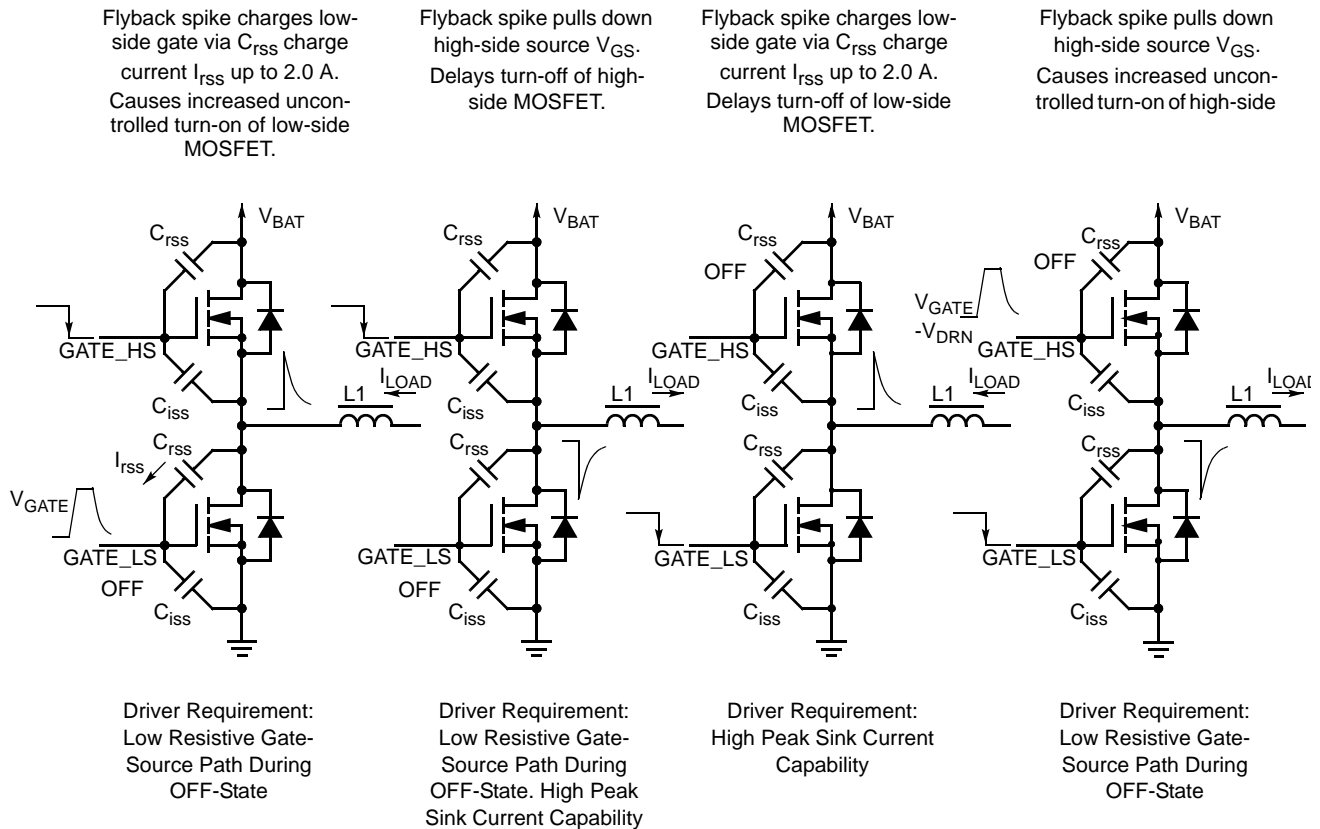 Flyback spike charges low-
side gate via Crss charge
current Irss up to 2.0 A.
Causes increased uncon-
trolled turn-on of low-side
MOSFET.
Flyback spike pulls down
high-side source VGS.
Delays turn-off of high-
side MOSFET.
Flyback spike charges low-
side gate via Crss charge
current Irss up to 2.0 A.
Delays turn-off of low-side
MOSFET.
Flyback spike pulls down
high-side source VGS.
Causes increased uncon-
trolled turn-on of high-side
VBAT
Crss
GATE_HS
Ciss
L1
ILOAD
Crss
Irss
VGATE
GATE_LS
OFF
Ciss
VBAT
Crss
GATE_HS
Ciss
L1
ILOAD
Crss
GATE_LS
OFF
Ciss
VBAT
Crss
OFF
GATE_HS
Ciss
L1
ILOAD
Crss
GATE_LS
Ciss
VBAT
Crss
OFF
VGATE
-VDRN
GATE_HS
Ciss
L1
ILOAD
Crss
GATE_LS
Ciss
Driver Requirement:
Low Resistive Gate-
Source Path During
OFF-State
Driver Requirement:
Low Resistive Gate-
Source Path During
OFF-State. High Peak
Sink Current Capability
Driver Requirement:
High Peak Sink Current
Capability
Driver Requirement:
Low Resistive Gate-
Source Path During
OFF-State